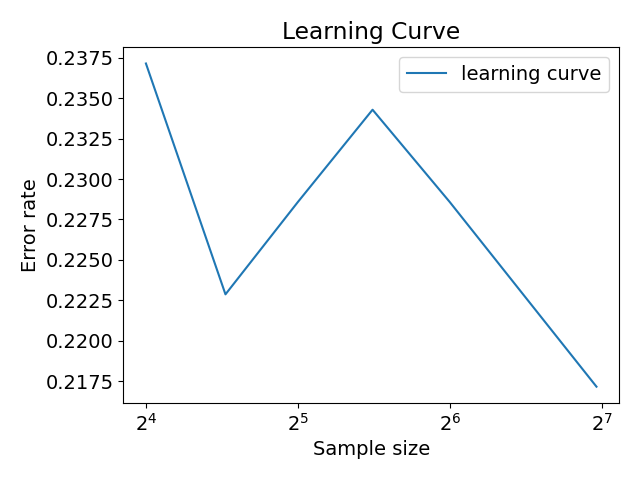 Learning Curve
learning curve
Error rate
0.2375
0.2350
0.2325
0.2300
0.2275
0.2250
0.2225
0.2200
0.2175
2⁴ 2⁵ 2⁶ 2⁷
Sample size